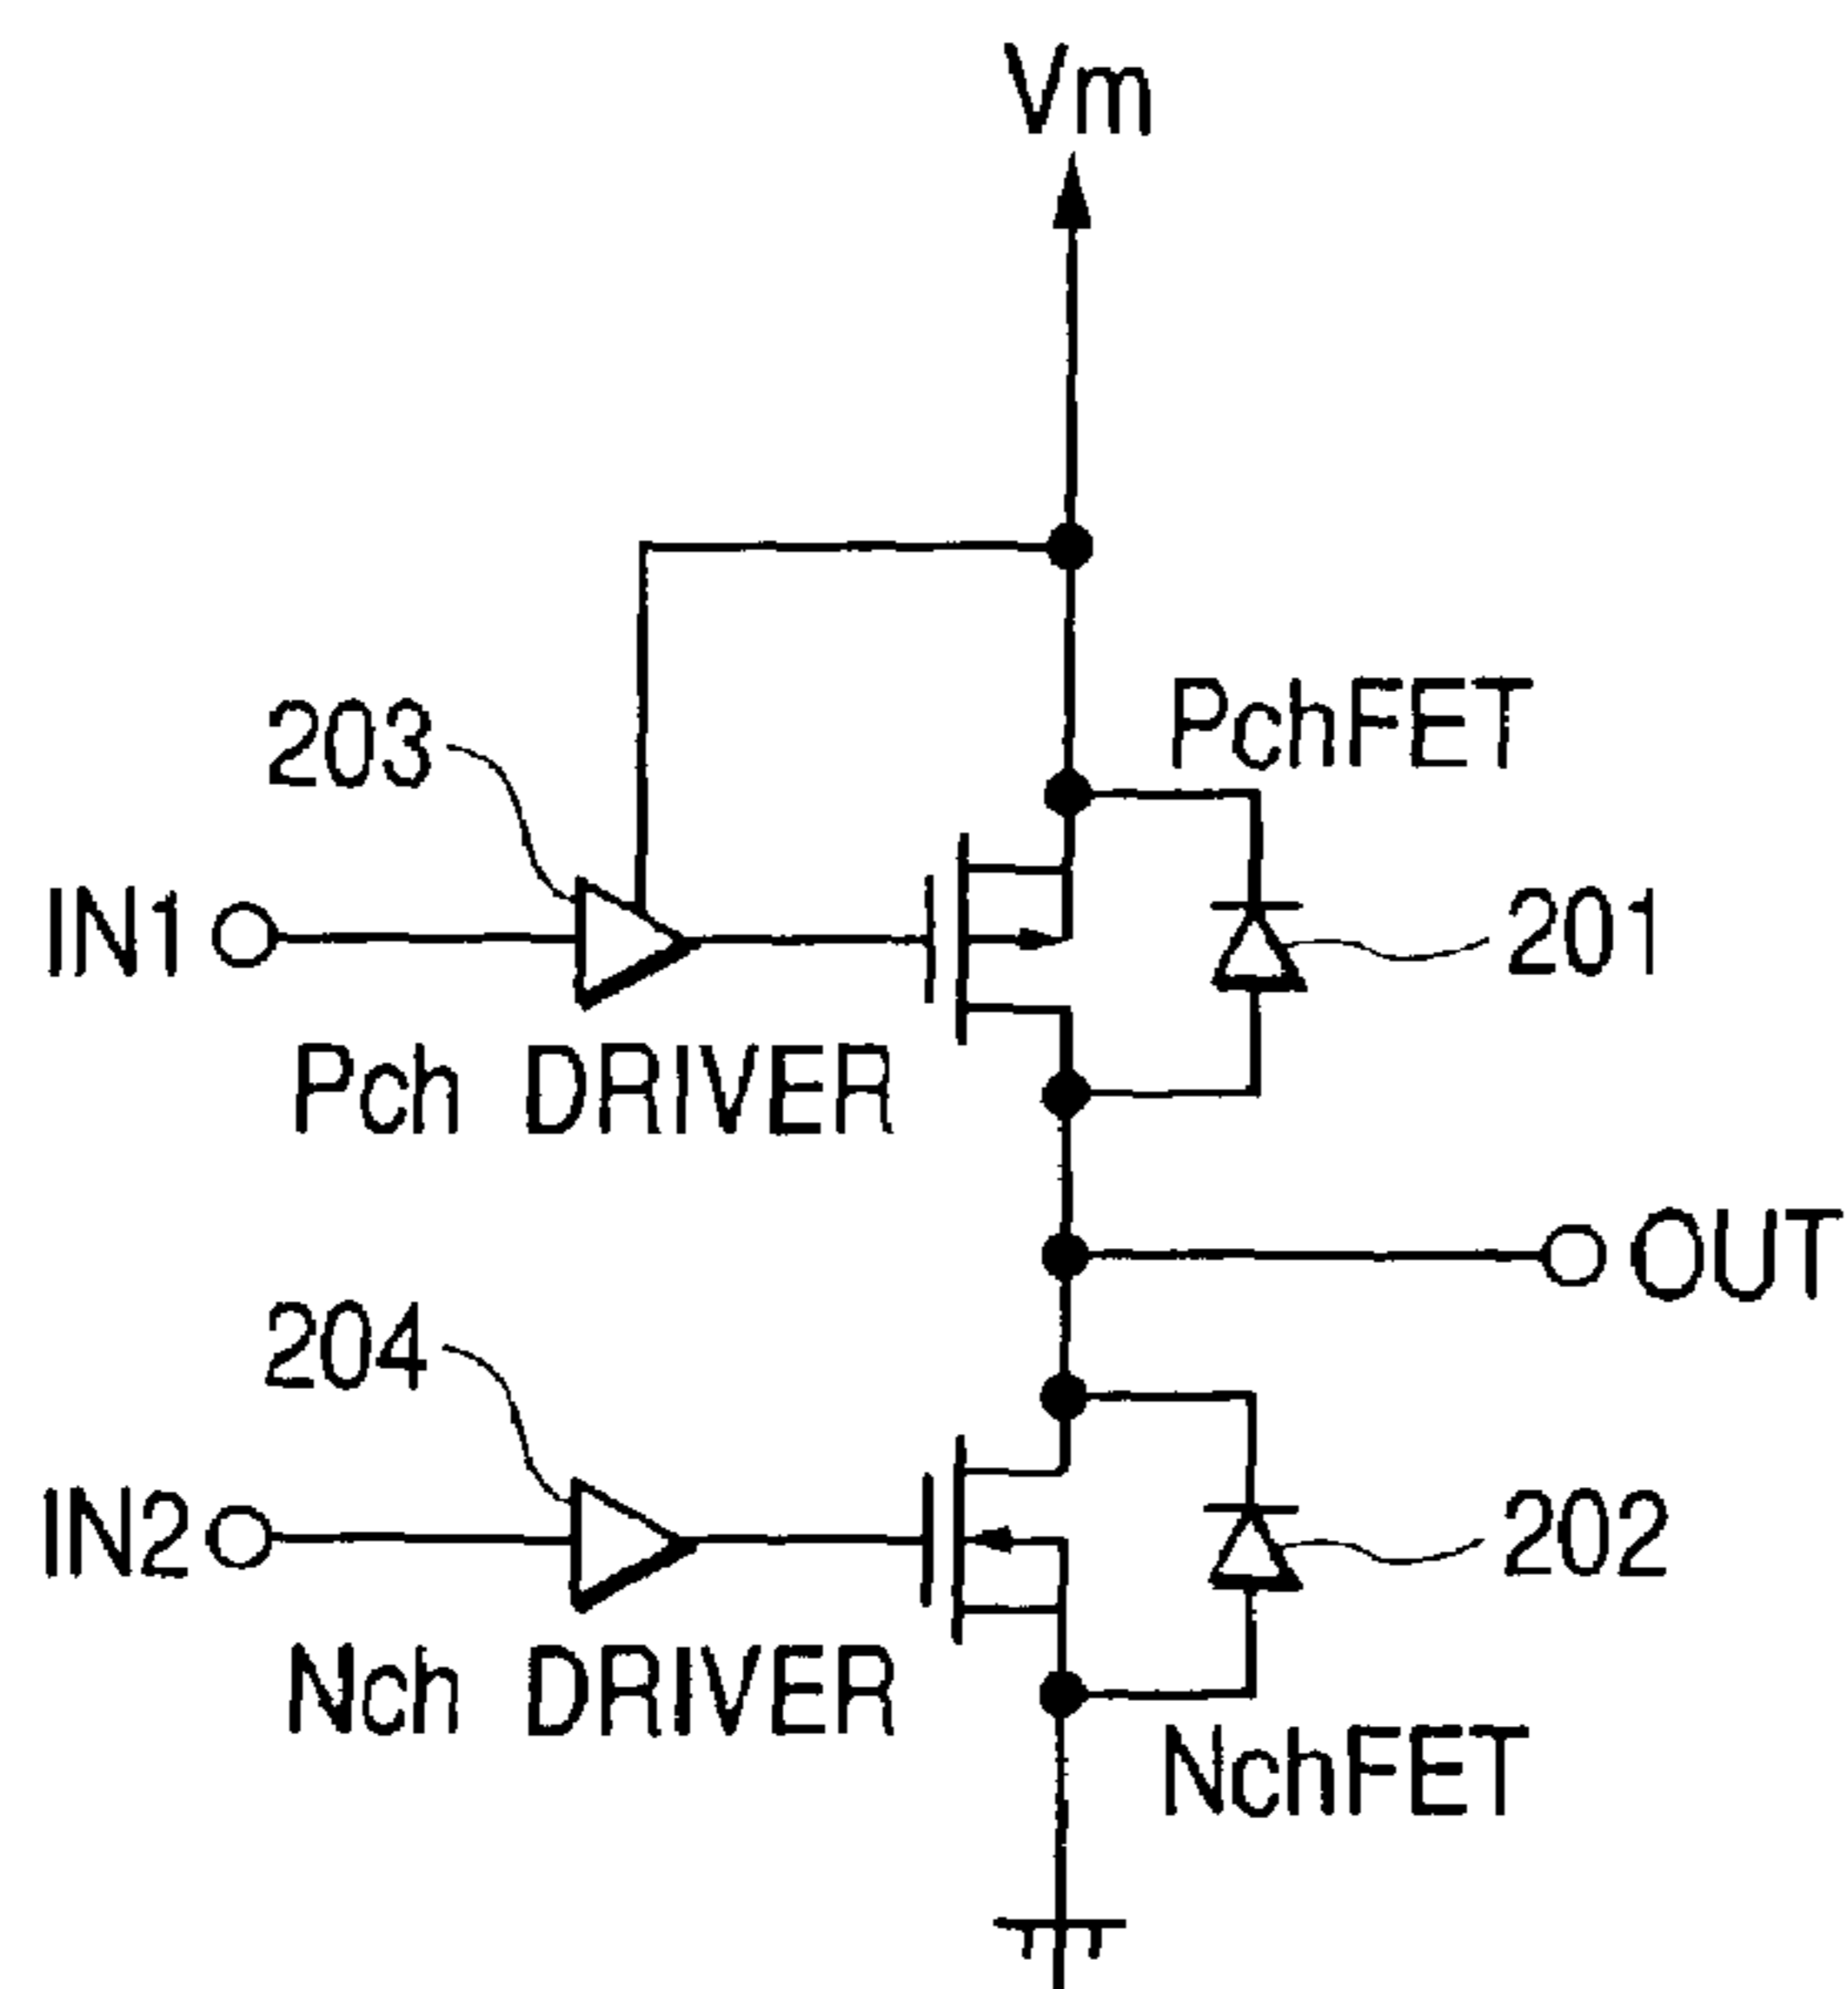 Vm
PchFET
203
IN1
201
Pch DRIVER
OUT
204
IN2
202
Nch DRIVER
NchFET